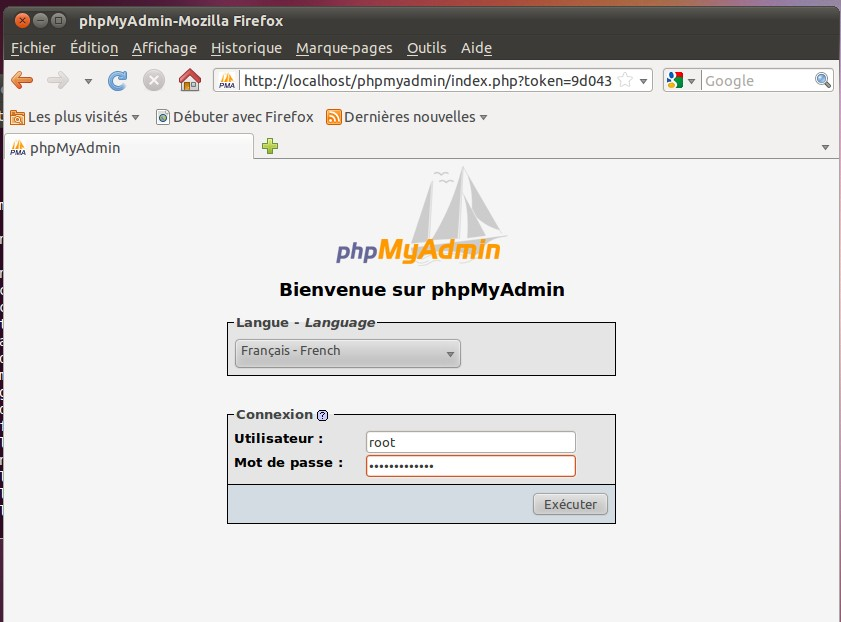 phpMyAdmin-Mozilla Firefox
Fichier Édition Affichage Historique Marque-pages Outils Aide
PMA http://localhost/phpmyadmin/index.php?token=9d043 Google
Les plus visités Débuter avec Firefox Dernières nouvelles
PMA phpMyAdmin
phpMyAdmin
Bienvenue sur phpMyAdmin
Langue - Language
Français - French
Connexion ?
Utilisateur : root
Mot de passe : •••••••••••••
Exécuter